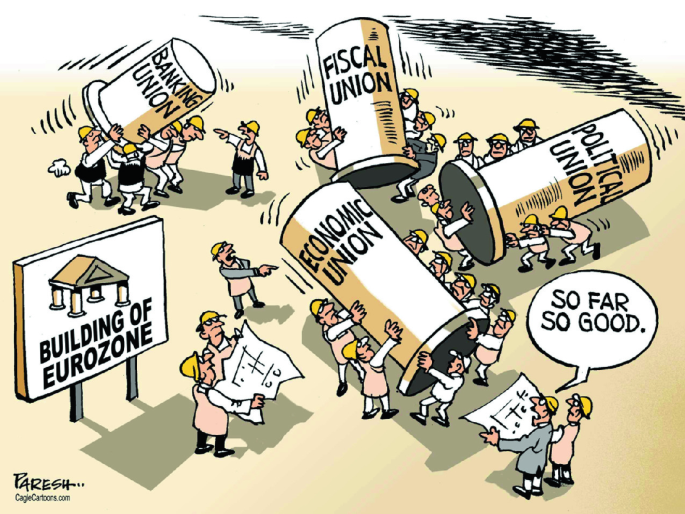 BANKING
UNION
FISCAL
UNION
POLITICAL
UNION
ECONOMIC
UNION
BUILDING OF
EUROZONE
SO FAR
SO GOOD.
PARESH..
CagleCartoons.com